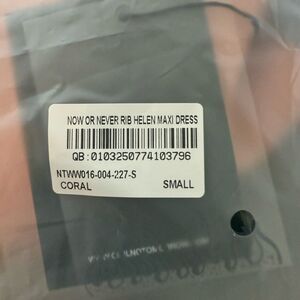 NOW OR NEVER RIB HELEN MAXI DRESS
QB:0103250774103796
NTWW016-004-227-S
CORAL SMALL